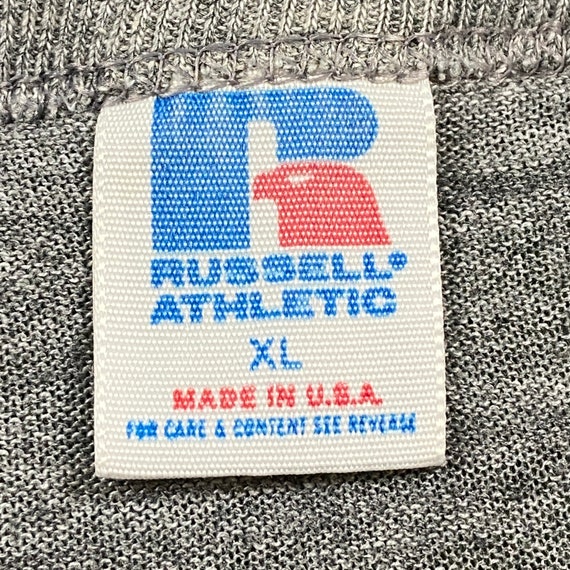 R
RUSSELL®
ATHLETIC
XL
MADE IN U.S.A.
FOR CARE & CONTENT SEE REVERSE